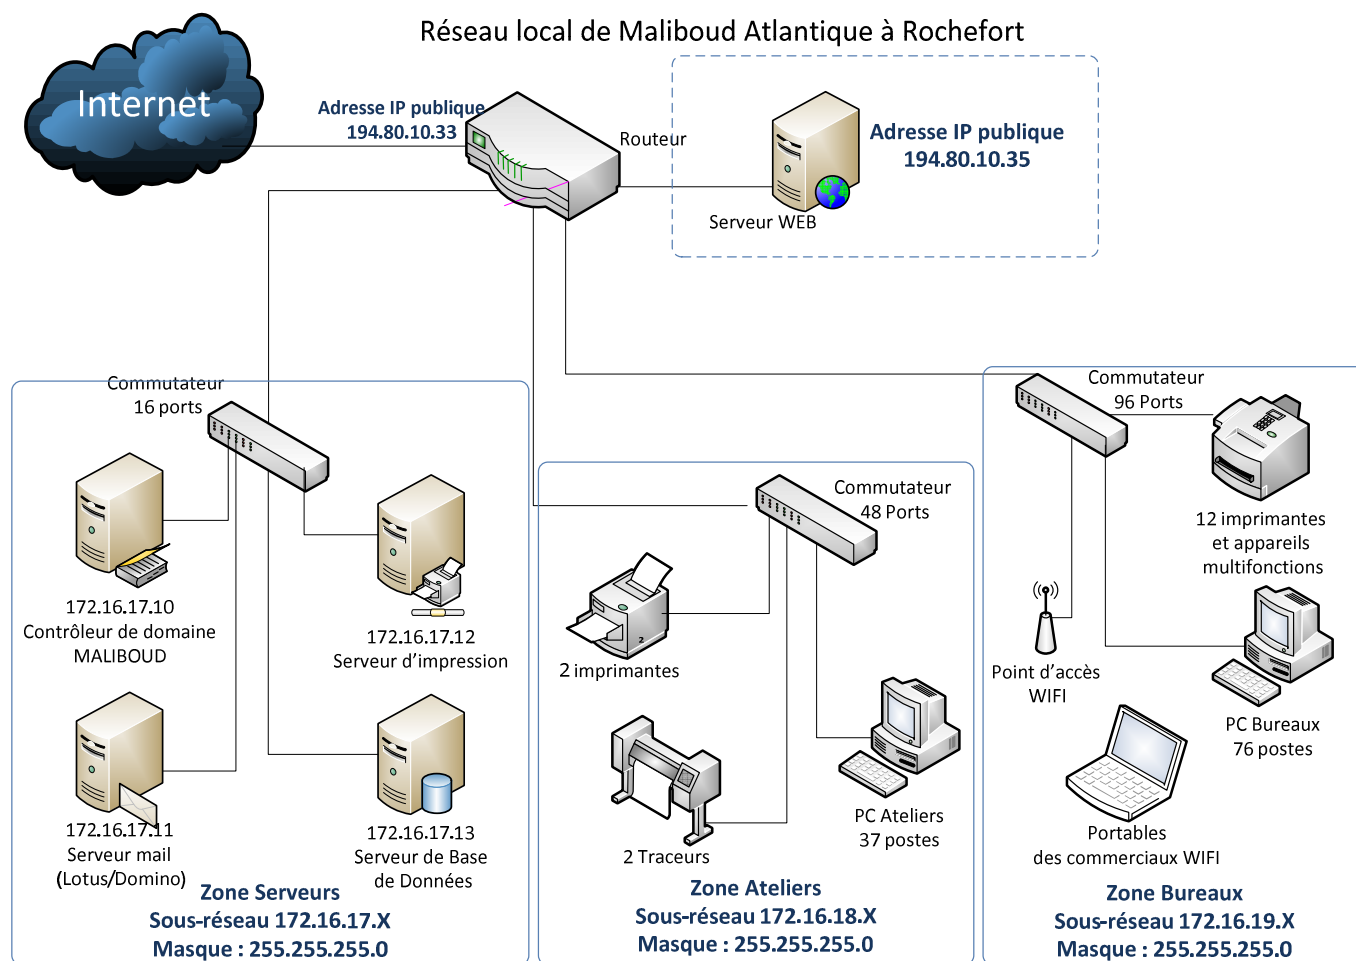 Réseau local de Maliboud Atlantique à Rochefort
Internet
Adresse IP publique
194.80.10.33
Routeur
Adresse IP publique
194.80.10.35
Serveur WEB
Commutateur
16 ports
172.16.17.10
Contrôleur de domaine
MALIBOUD
172.16.17.12
Serveur d'impression
172.16.17.11
Serveur mail
(Lotus/Domino)
172.16.17.13
Serveur de Base
de Données
Zone Serveurs
Sous-réseau 172.16.17.X
Masque : 255.255.255.0
Commutateur
48 Ports
2
2 imprimantes
2 Traceurs
PC Ateliers
37 postes
Zone Ateliers
Sous-réseau 172.16.18.X
Masque : 255.255.255.0
Commutateur
96 Ports
12 imprimantes
et appareils
multifonctions
Point d'accès
WIFI
PC Bureaux
76 postes
Portables
des commerciaux WIFI
Zone Bureaux
Sous-réseau 172.16.19.X
Masque : 255.255.255.0